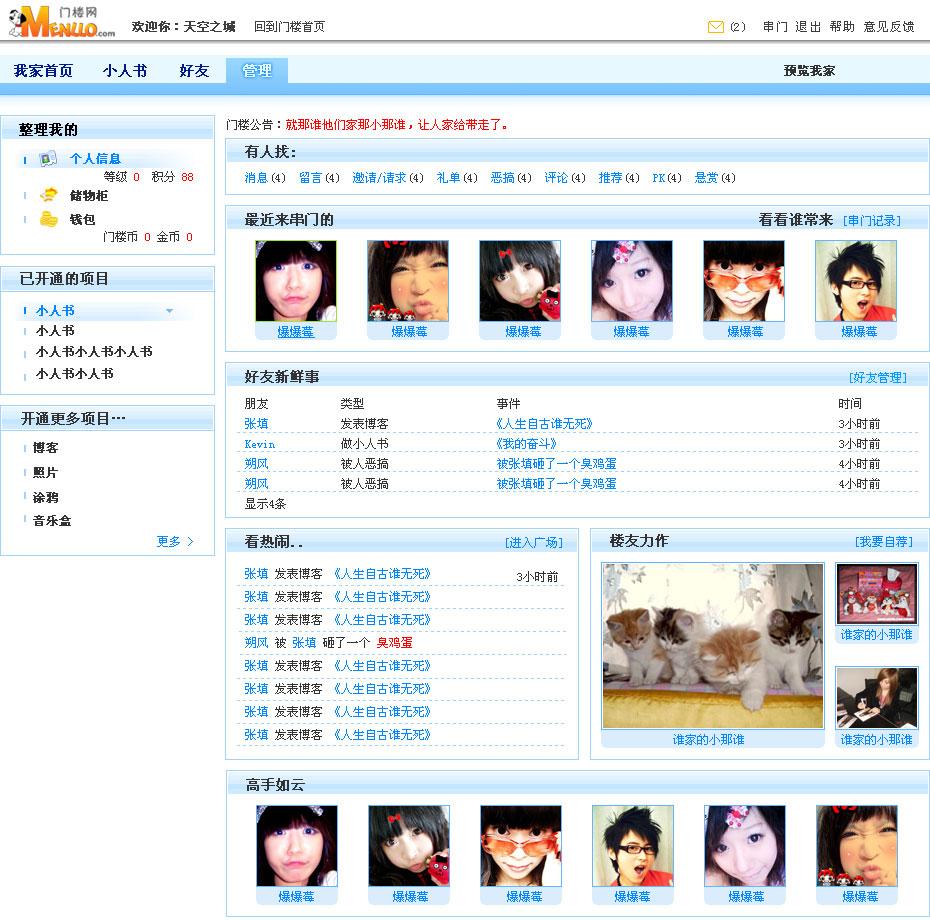 门楼网
MENLLO.com
欢迎你：天空之城 回到门楼首页 (2) 串门 退出 帮助 意见反馈
我家首页 小人书 好友 管理 预览我家
整理我的
个人信息
等级 0 积分 88
储物柜
钱包
门楼币 0 金币 0
已开通的项目
小人书
小人书
小人书小人书小人书
小人书小人书
开通更多项目…
博客
照片
涂鸦
音乐盒
更多 >
门楼公告：就那谁他们家那小那谁，让人家给带走了。
有人找：
消息(4) 留言(4) 邀请/请求(4) 礼单(4) 恶搞(4) 评论(4) 推荐(4) PK(4) 悬赏(4)
最近来串门的 看看谁常来 [串门记录]
爆爆莓 爆爆莓 爆爆莓 爆爆莓 爆爆莓 爆爆莓
好友新鲜事 [好友管理]
朋友 类型 事件 时间
张填 发表博客 《人生自古谁无死》 3小时前
Kevin 做小人书 《我的奋斗》 3小时前
朔风 被人恶搞 被张填砸了一个臭鸡蛋 4小时前
朔风 被人恶搞 被张填砸了一个臭鸡蛋 4小时前
显示4条
看热闹.. [进入广场]
张填 发表博客 《人生自古谁无死》 3小时前
张填 发表博客 《人生自古谁无死》
张填 发表博客 《人生自古谁无死》
朔风 被 张填 砸了一个 臭鸡蛋
张填 发表博客 《人生自古谁无死》
张填 发表博客 《人生自古谁无死》
张填 发表博客 《人生自古谁无死》
张填 发表博客 《人生自古谁无死》
楼友力作 [我要自荐]
谁家的小那谁
谁家的小那谁
谁家的小那谁
高手如云
爆爆莓 爆爆莓 爆爆莓 爆爆莓 爆爆莓 爆爆莓